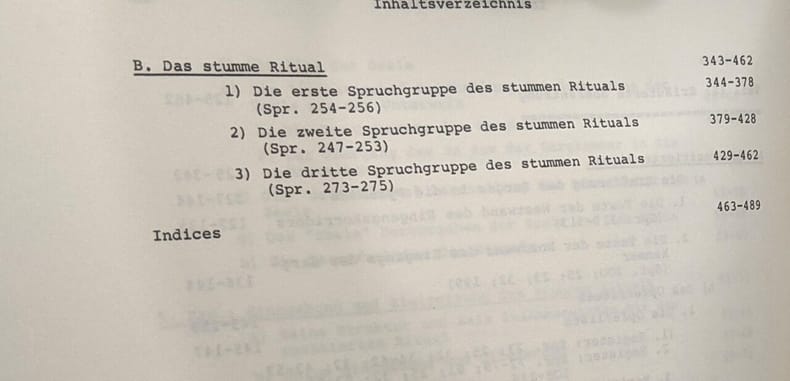 Inhaltsverzeichnis
B. Das stumme Ritual 343-462
1) Die erste Spruchgruppe des stummen Rituals 344-378
(Spr. 254-256)
2) Die zweite Spruchgruppe des stummen Rituals 379-428
(Spr. 247-253)
3) Die dritte Spruchgruppe des stummen Rituals 429-462
(Spr. 273-275)
Indices 463-489